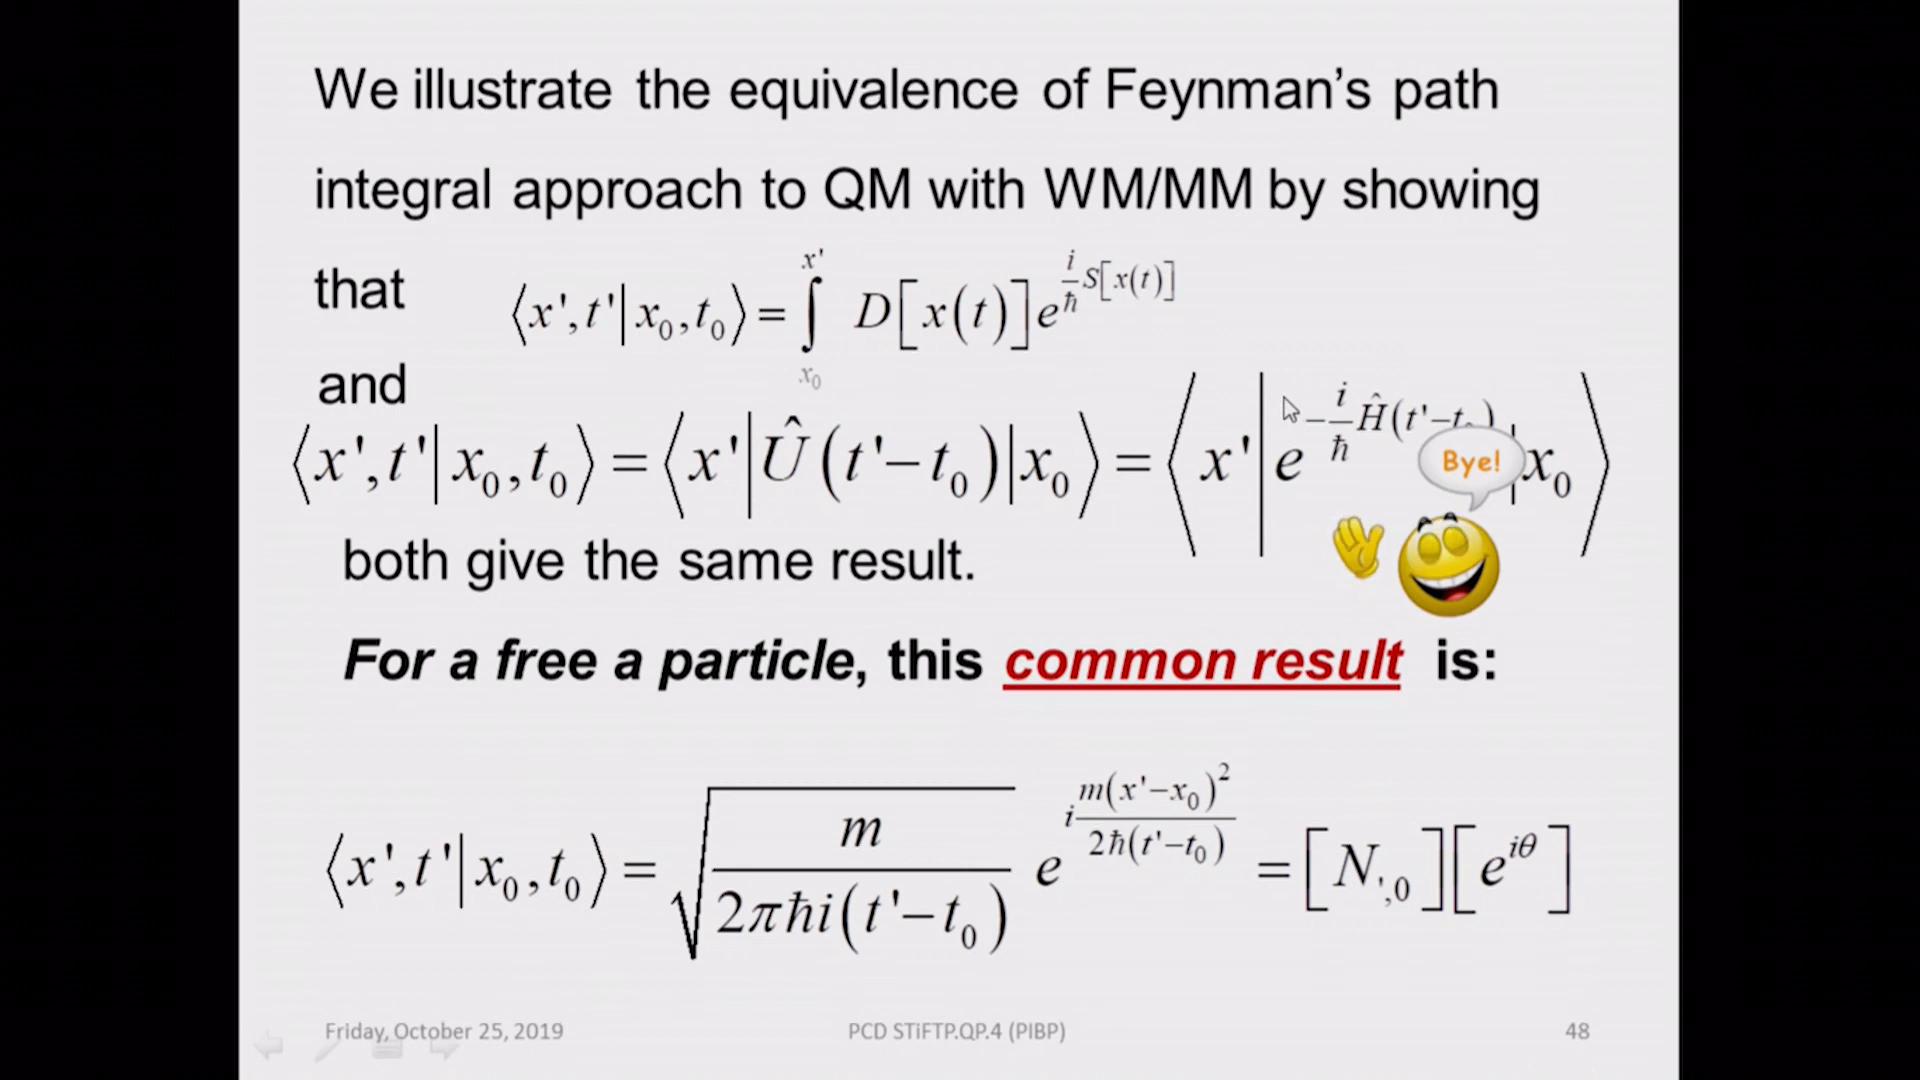 We illustrate the equivalence of Feynman’s path
integral approach to QM with WM/MM by showing
that ⟨x',t'|x₀,t₀⟩ = ∫_{x₀}^{x'} D[x(t)] e^{(i/ħ)S[x(t)]}
and
⟨x',t'|x₀,t₀⟩ = ⟨x'|Û(t'−t₀)|x₀⟩ = ⟨x'|e^{−(i/ħ)Ĥ(t'−t₀)}|x₀⟩
Bye!
both give the same result.
For a free a particle, this common result is:
⟨x',t'|x₀,t₀⟩ = √(m/(2πħi(t'−t₀))) e^{i m(x'−x₀)²/(2ħ(t'−t₀))} = [N_{',0}][e^{iθ}]
Friday, October 25, 2019 PCD STiFTP.QP.4 (PIBP) 48